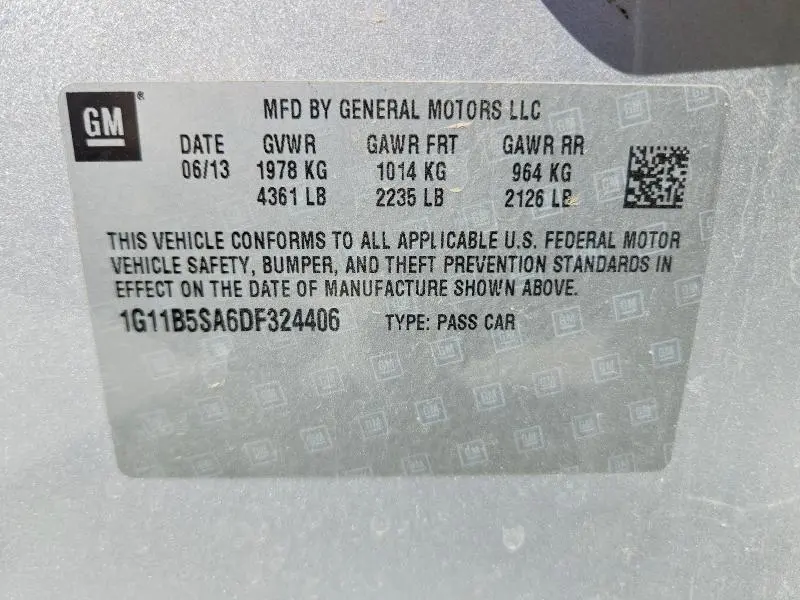 GM®
MFD BY GENERAL MOTORS LLC
DATE GVWR GAWR FRT GAWR RR
06/13 1978 KG 1014 KG 964 KG
4361 LB 2235 LB 2126 LB
THIS VEHICLE CONFORMS TO ALL APPLICABLE U.S. FEDERAL MOTOR
VEHICLE SAFETY, BUMPER, AND THEFT PREVENTION STANDARDS IN
EFFECT ON THE DATE OF MANUFACTURE SHOWN ABOVE.
1G11B5SA6DF324406 TYPE: PASS CAR